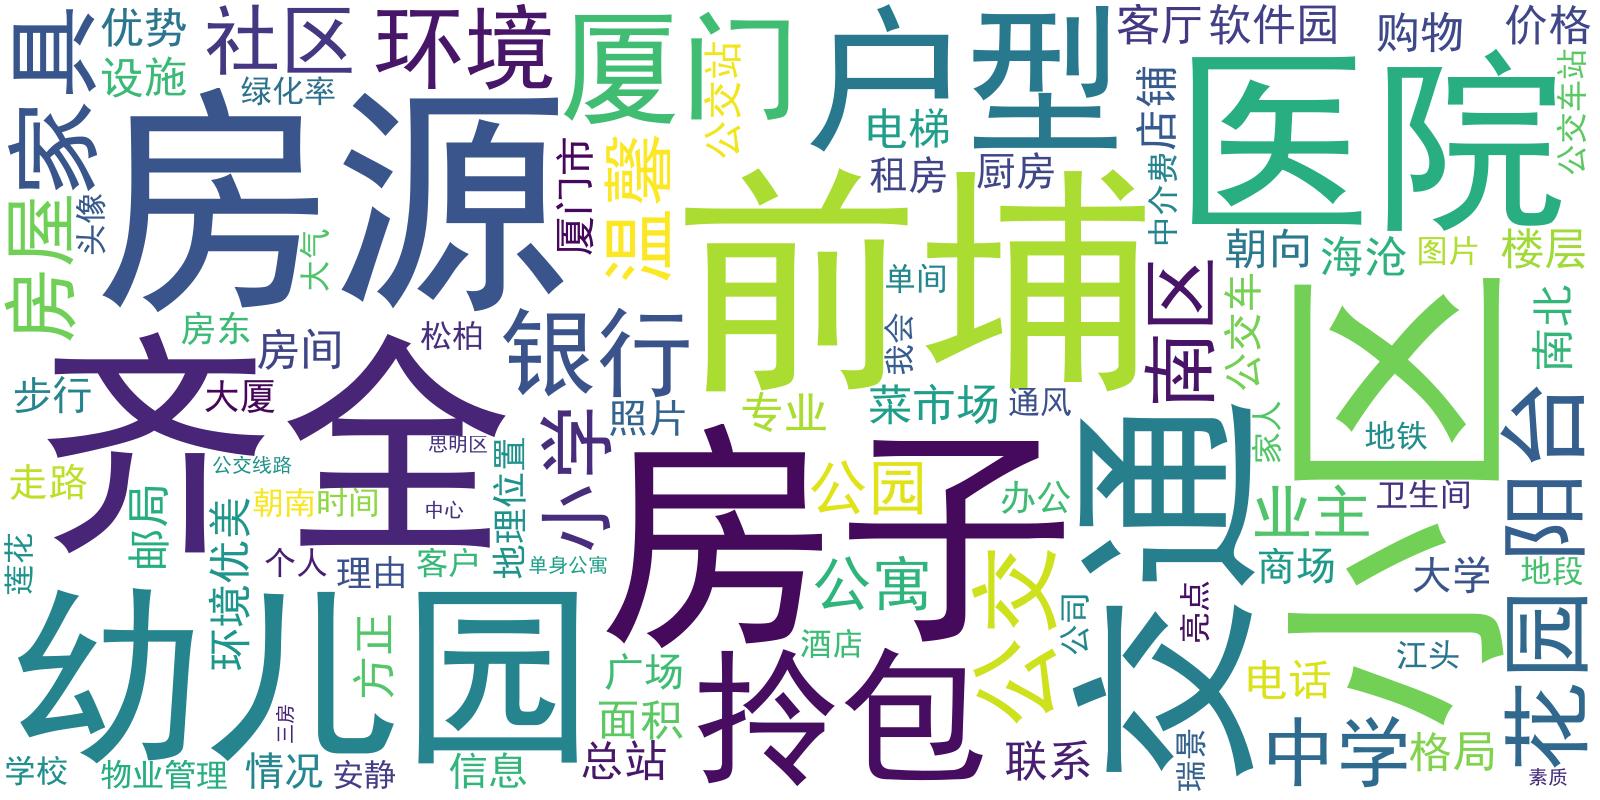 家具
优势
设施
社区
绿化率
环境
厦门
公交站
户型
电梯
租房
厨房
客厅
软件园
购物
价格
店铺
中介费
医院
公交车站
房源
厦门市
温馨
前埔
单间
我会
朝向
海沧
图片
楼层
房屋
头像
大气
房东
房间
松柏
银行
南区
公交车
小区
地铁
南北
步行
大厦
齐全
思明区
公交线路
小学
照片
专业
菜市场
通风
家人
阳台
走路
朝南
时间
中心
地理位置
房子
公园
办公
交通
业主
卫生间
邮局
环境优美
莲花
个人
理由
客户
单身公寓
公寓
公交
公司
亮点
商场
大学
地段
幼儿园
方正
三房
广场
酒店
面积
拎包
江头
电话
花园
学校
物业管理
情况
安静
信息
总站
联系
瑞景
中学
格局
素质